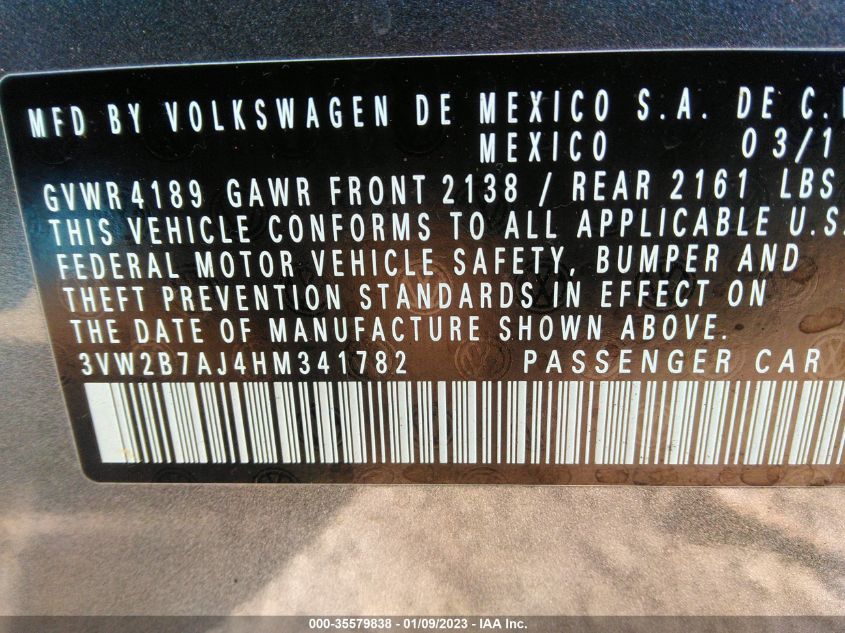 MFD BY VOLKSWAGEN DE MEXICO S.A. DE C.V
MEXICO 03/1
GVWR 4189 GAWR FRONT 2138 / REAR 2161 LBS
THIS VEHICLE CONFORMS TO ALL APPLICABLE U.S.
FEDERAL MOTOR VEHICLE SAFETY, BUMPER AND
THEFT PREVENTION STANDARDS IN EFFECT ON
THE DATE OF MANUFACTURE SHOWN ABOVE.
3VW2B7AJ4HM341782 PASSENGER CAR
000-35579838 - 01/09/2023 - IAA Inc.